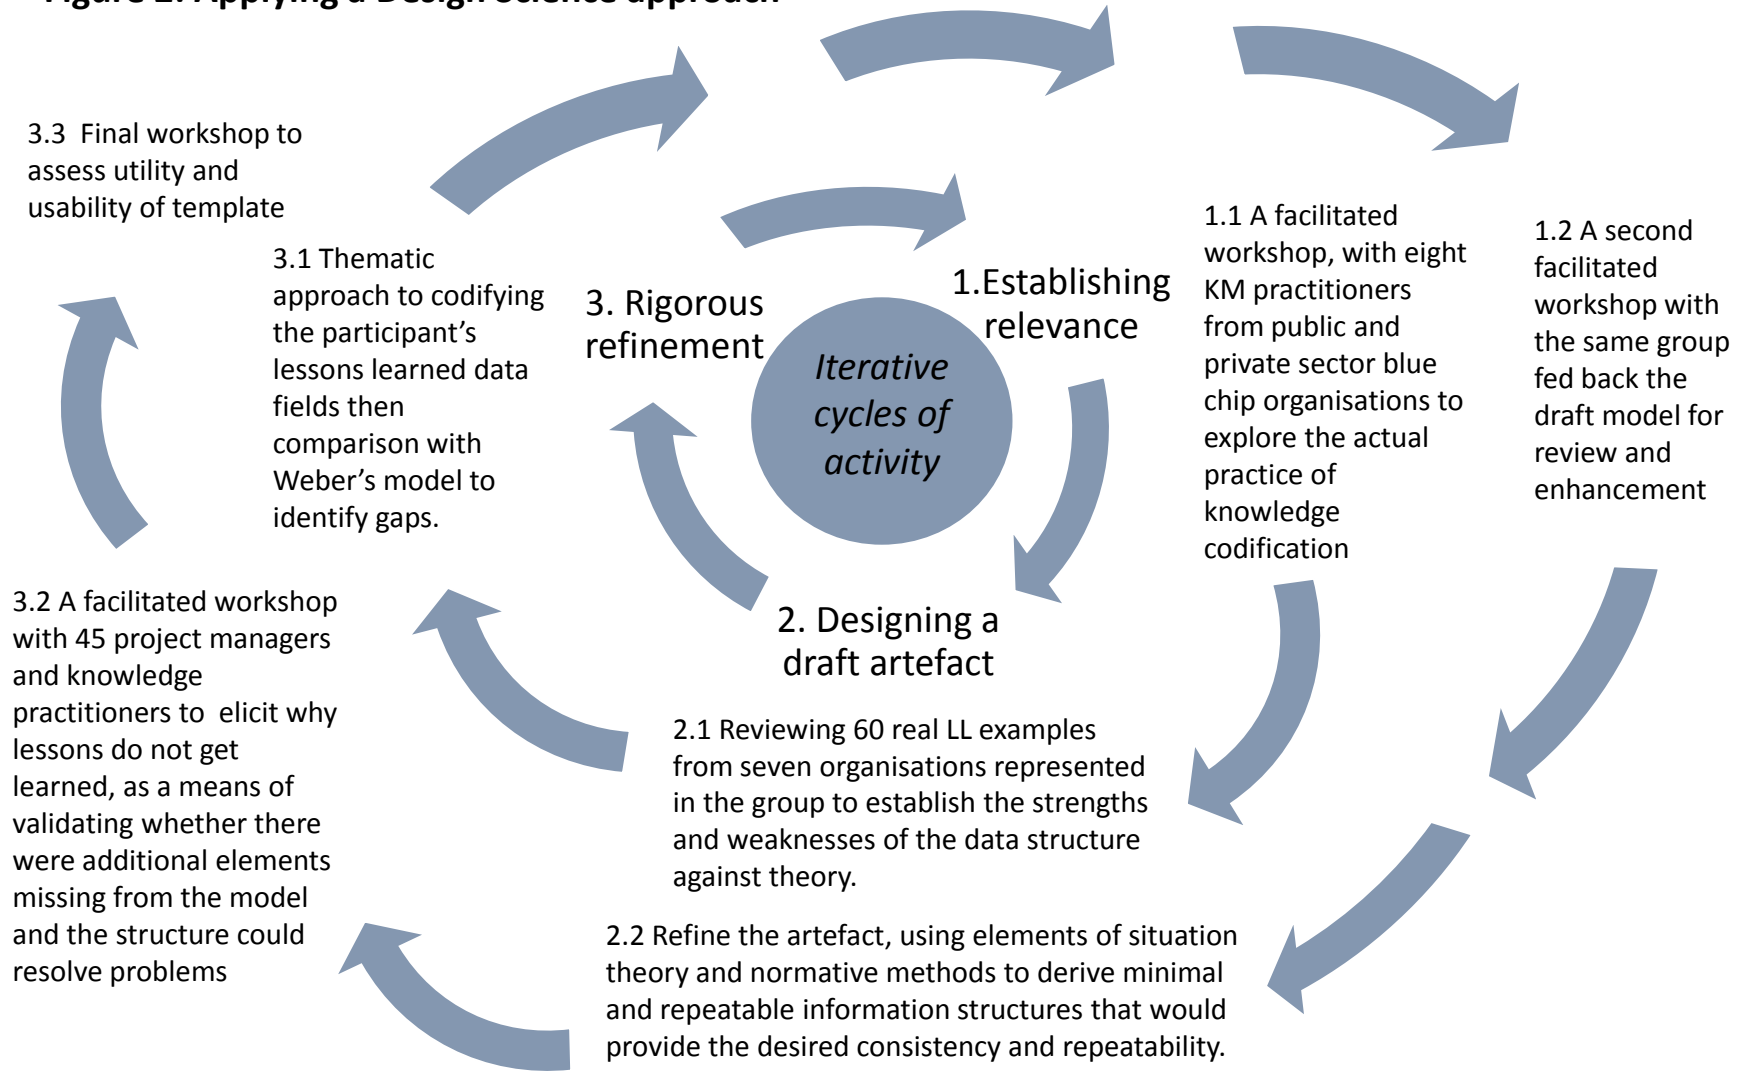 3.3 Final workshop to
assess utility and
usability of template
3.1 Thematic
approach to codifying
the participant's
lessons learned data
fields then
comparison with
Weber's model to
identify gaps.
3. Rigorous
refinement
1.Establishing
relevance
Iterative
cycles of
activity
2. Designing a
draft artefact
1.1 A facilitated
workshop, with eight
KM practitioners
from public and
private sector blue
chip organisations to
explore the actual
practice of
knowledge
codification
1.2 A second
facilitated
workshop with
the same group
fed back the
draft model for
review and
enhancement
3.2 A facilitated workshop
with 45 project managers
and knowledge
practitioners to elicit why
lessons do not get
learned, as a means of
validating whether there
were additional elements
missing from the model
and the structure could
resolve problems
2.1 Reviewing 60 real LL examples
from seven organisations represented
in the group to establish the strengths
and weaknesses of the data structure
against theory.
2.2 Refine the artefact, using elements of situation
theory and normative methods to derive minimal
and repeatable information structures that would
provide the desired consistency and repeatability.